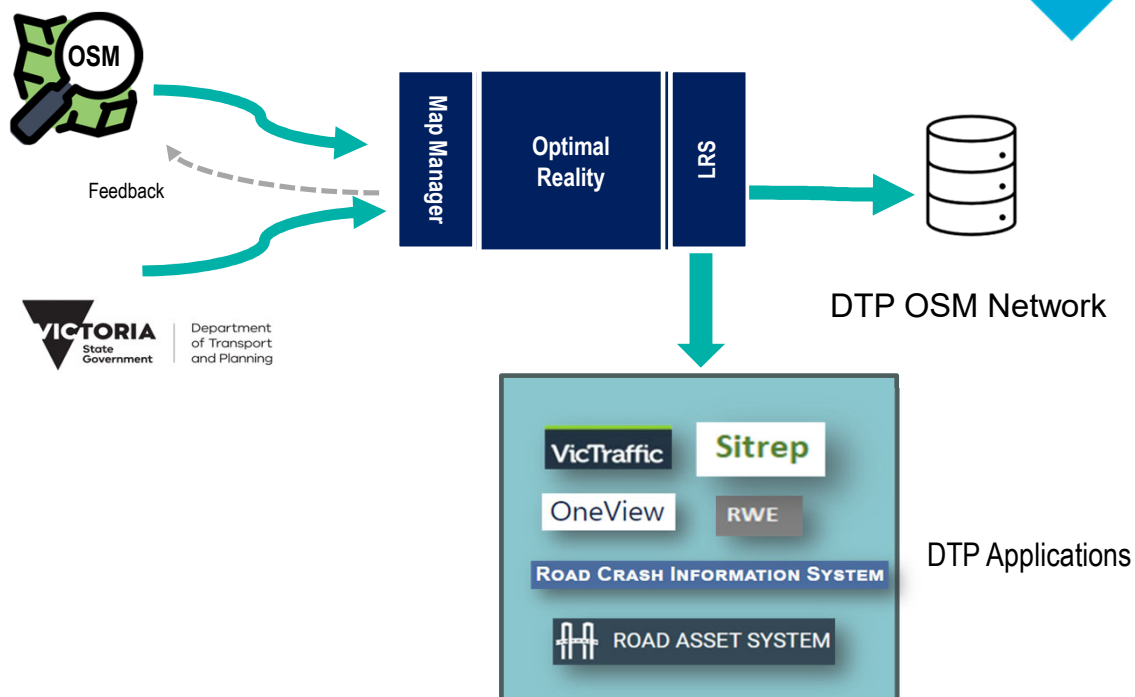 OSM
Map Manager
Optimal
Reality
LRS
Feedback
VICTORIA
State
Government
Department
of Transport
and Planning
DTP OSM Network
VicTraffic
Sitrep
OneView
RWE
ROAD CRASH INFORMATION SYSTEM
ROAD ASSET SYSTEM
DTP Applications